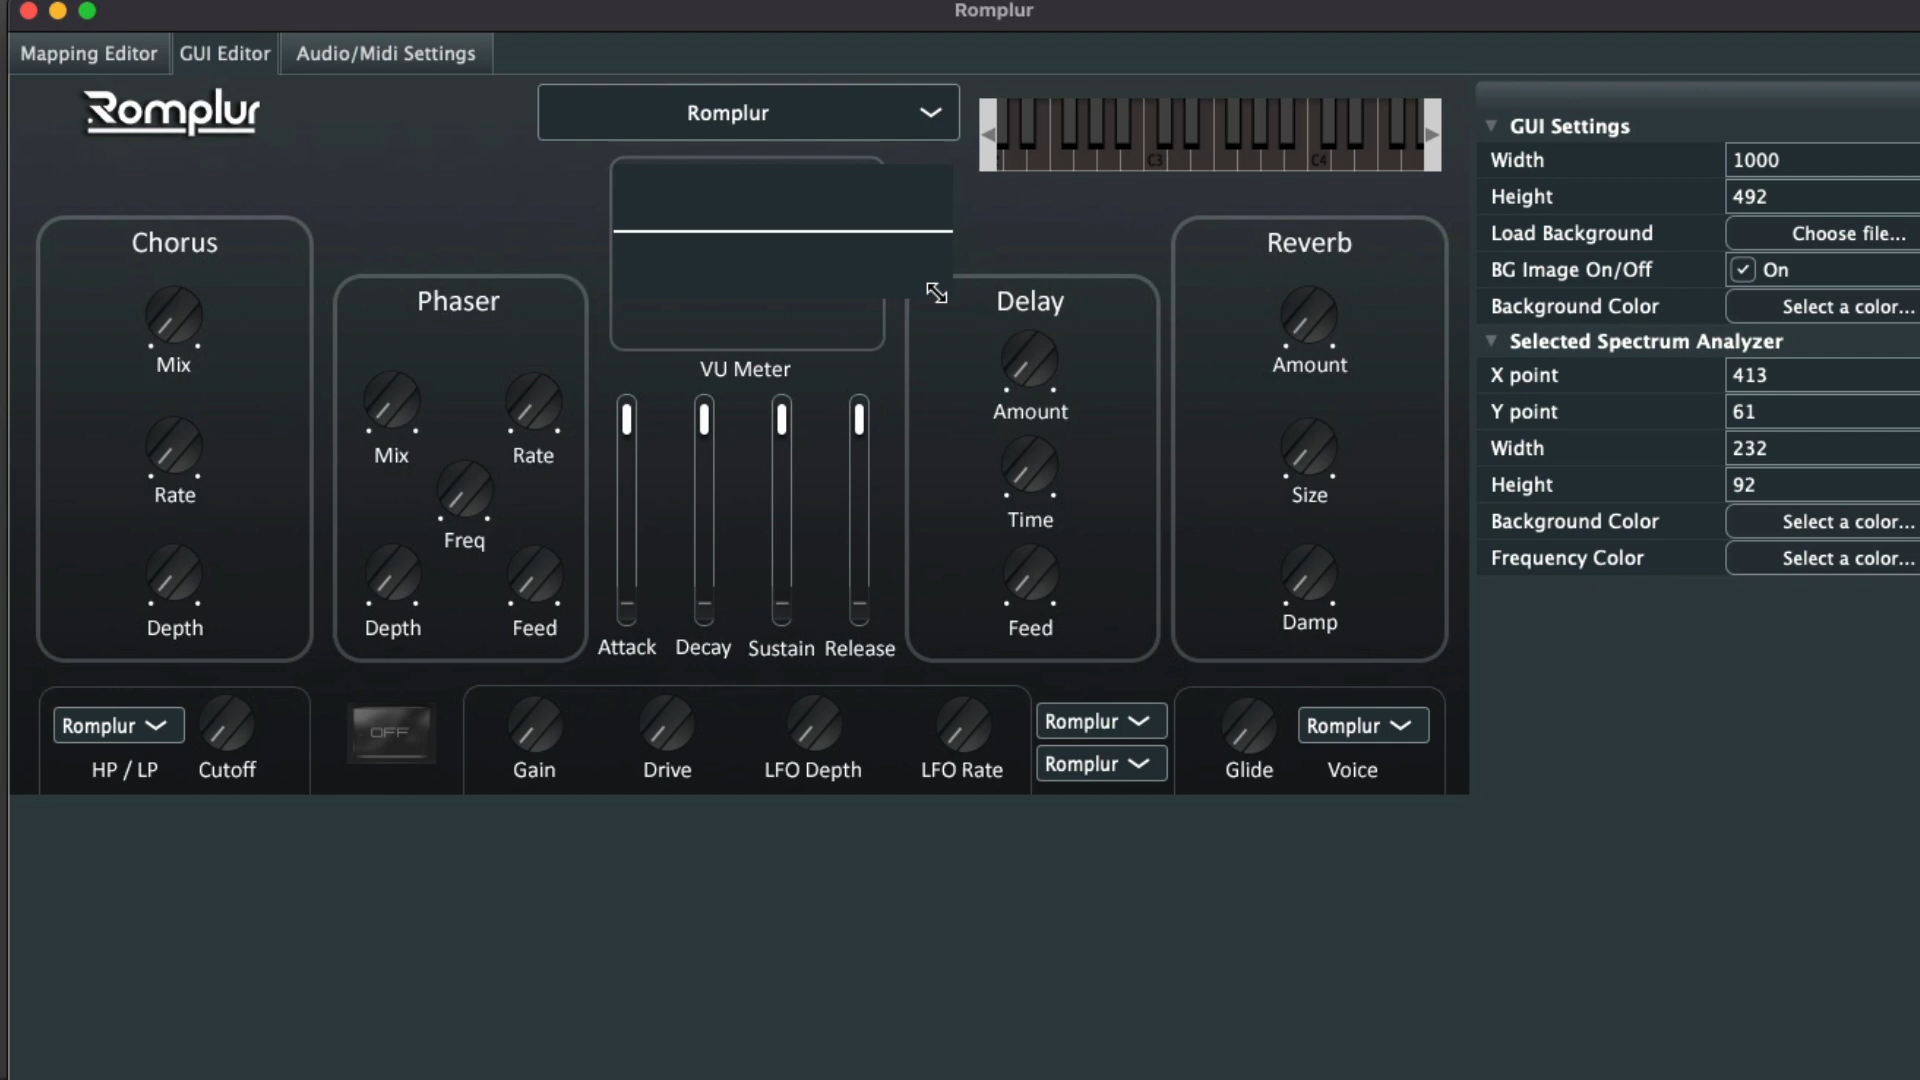 Romplur
Mapping Editor
GUI Editor
Audio/Midi Settings
Romplur
Romplur
C3
C4
Chorus
Mix
Rate
Depth
Phaser
Mix
Rate
Freq
Depth
Feed
VU Meter
Attack
Decay
Sustain
Release
Delay
Amount
Time
Feed
Reverb
Amount
Size
Damp
Romplur
HP / LP
Cutoff
OFF
Gain
Drive
LFO Depth
LFO Rate
Romplur
Romplur
Glide
Romplur
Voice
GUI Settings
Width 1000
Height 492
Load Background Choose file...
BG Image On/Off On
Background Color Select a color...
Selected Spectrum Analyzer
X point 413
Y point 61
Width 232
Height 92
Background Color Select a color...
Frequency Color Select a color...